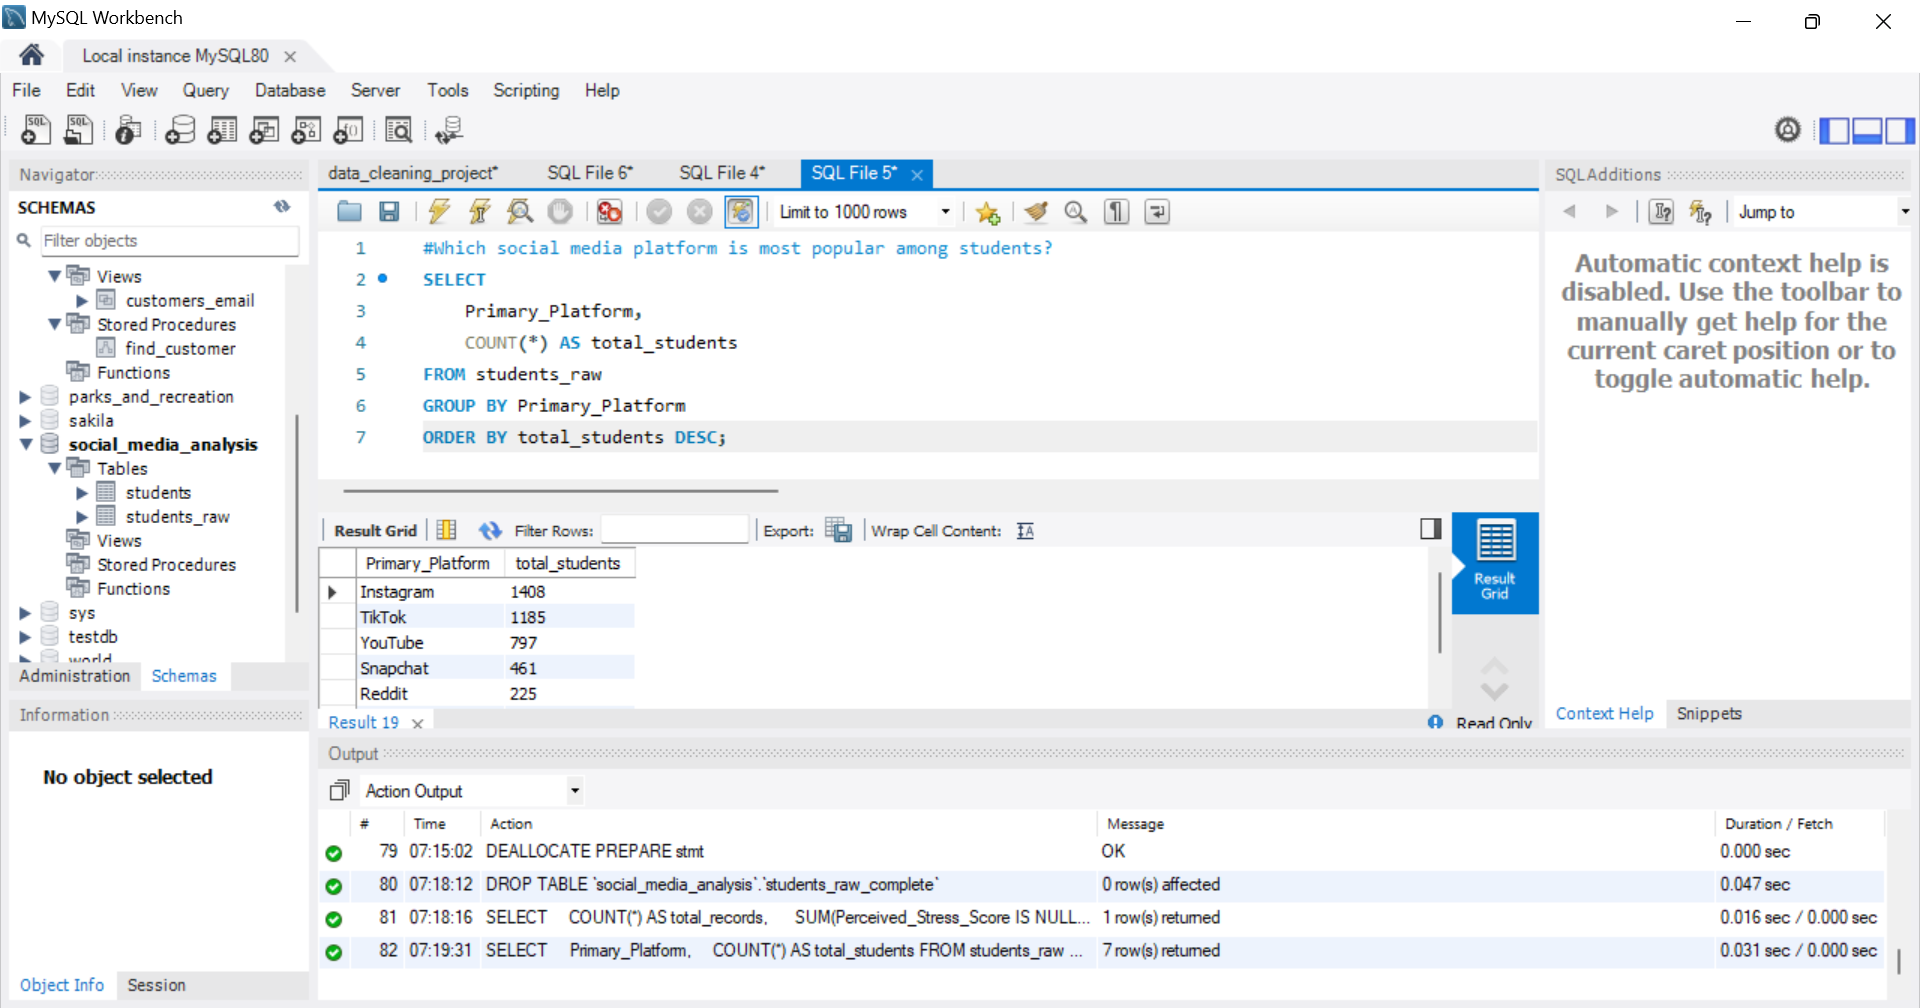 MySQL Workbench
Local instance MySQL80
File Edit View Query Database Server Tools Scripting Help
Navigator
SCHEMAS
Filter objects
Views
customers_email
Stored Procedures
find_customer
Functions
parks_and_recreation
sakila
social_media_analysis
Tables
students
students_raw
Views
Stored Procedures
Functions
sys
testdb
world
Administration Schemas
Information
No object selected
Object Info Session
data_cleaning_project* SQL File 6* SQL File 4* SQL File 5*
Limit to 1000 rows
1 #Which social media platform is most popular among students?
2 SELECT
3 Primary_Platform,
4 COUNT(*) AS total_students
5 FROM students_raw
6 GROUP BY Primary_Platform
7 ORDER BY total_students DESC;
Result Grid Filter Rows: Export: Wrap Cell Content:
Primary_Platform total_students
Instagram 1408
TikTok 1185
YouTube 797
Snapchat 461
Reddit 225
Result 19
Read Only
Result
Grid
SQLAdditions
Jump to
Automatic context help is
disabled. Use the toolbar to
manually get help for the
current caret position or to
toggle automatic help.
Context Help Snippets
Output
Action Output
# Time Action Message Duration / Fetch
79 07:15:02 DEALLOCATE PREPARE stmt OK 0.000 sec
80 07:18:12 DROP TABLE `social_media_analysis`.`students_raw_complete` 0 row(s) affected 0.047 sec
81 07:18:16 SELECT COUNT(*) AS total_records, SUM(Perceived_Stress_Score IS NULL... 1 row(s) returned 0.016 sec / 0.000 sec
82 07:19:31 SELECT Primary_Platform, COUNT(*) AS total_students FROM students_raw ... 7 row(s) returned 0.031 sec / 0.000 sec